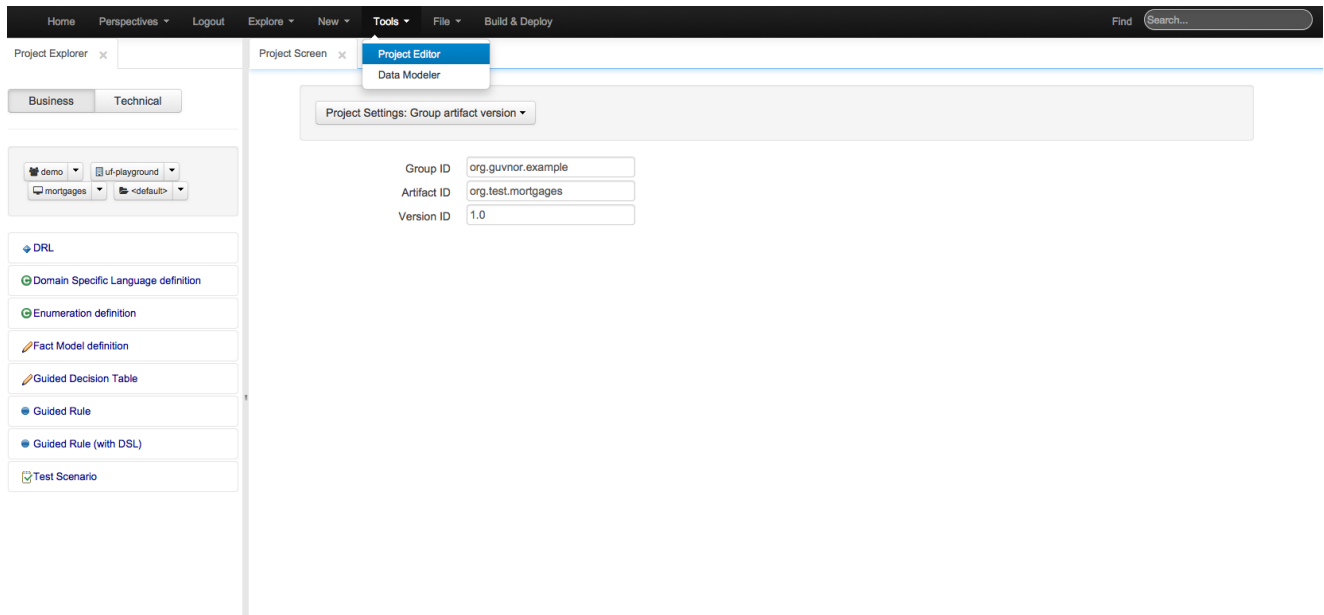 Home Perspectives Logout Explore New Tools File Build & Deploy Find Search...
Project Explorer × Project Screen ×
Project Editor
Data Modeler
Business Technical
Project Settings: Group artifact version
demo uf-playground
mortgages <default>
Group ID org.guvnor.example
Artifact ID org.test.mortgages
Version ID 1.0
DRL
Domain Specific Language definition
Enumeration definition
Fact Model definition
Guided Decision Table
Guided Rule
Guided Rule (with DSL)
Test Scenario